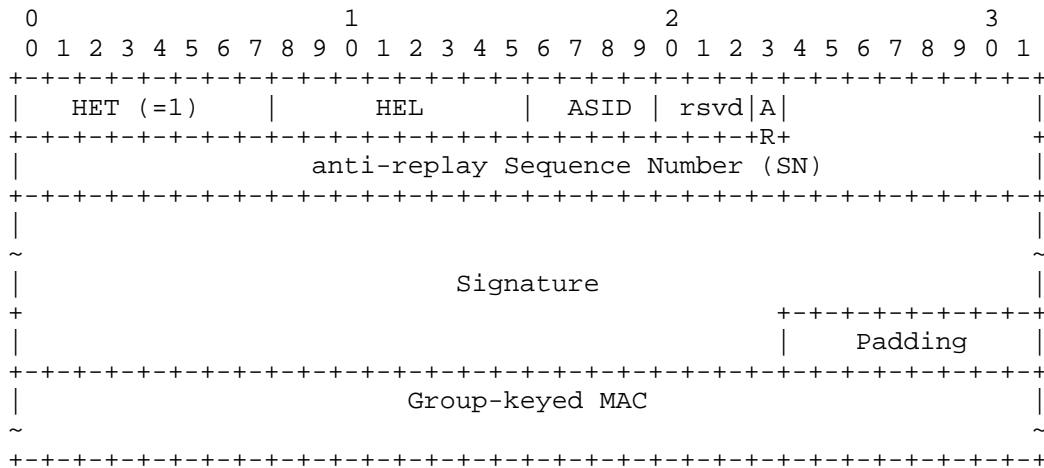 0                   1                   2                   3
 0 1 2 3 4 5 6 7 8 9 0 1 2 3 4 5 6 7 8 9 0 1 2 3 4 5 6 7 8 9 0 1
+-+-+-+-+-+-+-+-+-+-+-+-+-+-+-+-+-+-+-+-+-+-+-+-+-+-+-+-+-+-+-+-+
|   HET (=1)    |      HEL      |  ASID | rsvd|A|               |
+-+-+-+-+-+-+-+-+-+-+-+-+-+-+-+-+-+-+-+-+-+-+-+R+               +
|                  anti-replay Sequence Number (SN)             |
+-+-+-+-+-+-+-+-+-+-+-+-+-+-+-+-+-+-+-+-+-+-+-+-+-+-+-+-+-+-+-+-+
|                                                               |
~                                                               ~
|                           Signature                           |
+                                               +-+-+-+-+-+-+-+-+
|                                               |    Padding    |
+-+-+-+-+-+-+-+-+-+-+-+-+-+-+-+-+-+-+-+-+-+-+-+-+-+-+-+-+-+-+-+-+
|                        Group-keyed MAC                        |
~                                                               ~
+-+-+-+-+-+-+-+-+-+-+-+-+-+-+-+-+-+-+-+-+-+-+-+-+-+-+-+-+-+-+-+-+